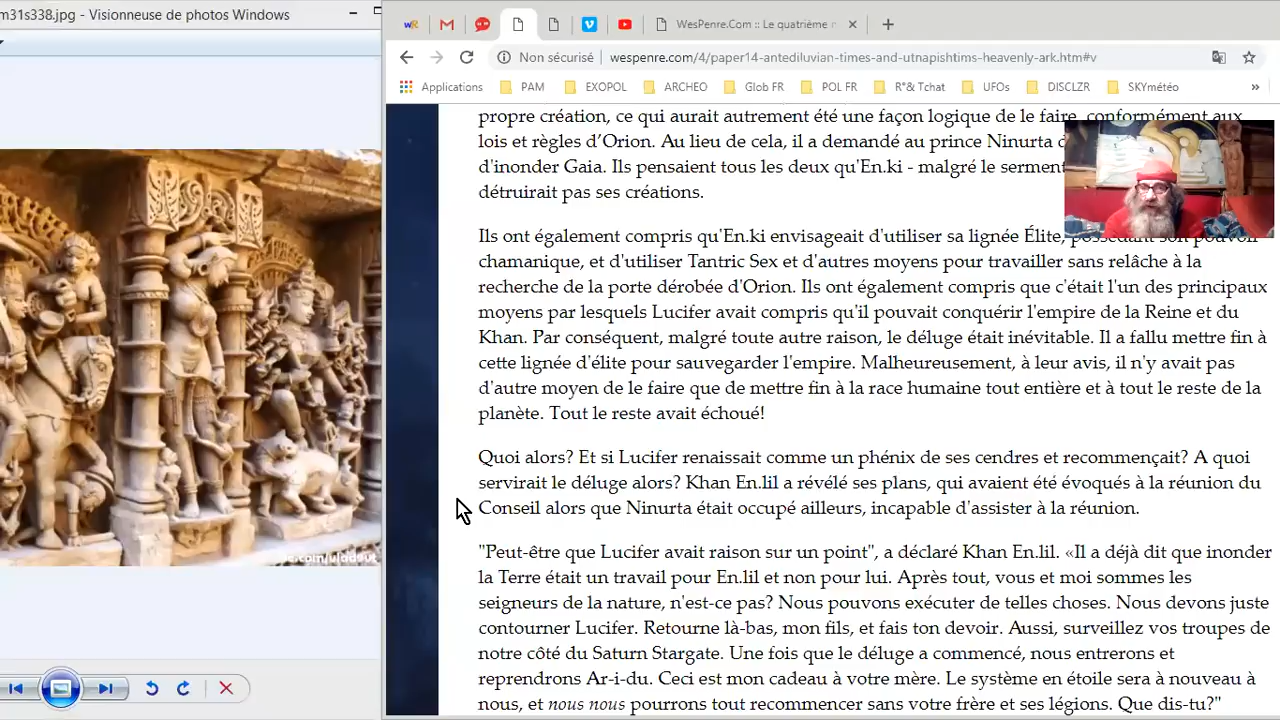 m31s338.jpg - Visionneuse de photos Windows
WesPenre.Com :: Le quatrième
Non sécurisé | wespenre.com/4/paper14-antediluvian-times-and-utnapishtims-heavenly-ark.htm#v
Applications PAM EXOPOL ARCHEO Glob FR POL FR R°& Tchat UFOs DISCLZR SKYmétéo »
propre création, ce qui aurait autrement été une façon logique de le faire, conformément aux
lois et règles d'Orion. Au lieu de cela, il a demandé au prince Ninurta
d'inonder Gaia. Ils pensaient tous les deux qu'En.ki - malgré le serment
détruirait pas ses créations.
Ils ont également compris qu'En.ki envisageait d'utiliser sa lignée Élite, possédant son pouvoir
chamanique, et d'utiliser Tantric Sex et d'autres moyens pour travailler sans relâche à la
recherche de la porte dérobée d'Orion. Ils ont également compris que c'était l'un des principaux
moyens par lesquels Lucifer avait compris qu'il pouvait conquérir l'empire de la Reine et du
Khan. Par conséquent, malgré toute autre raison, le déluge était inévitable. Il a fallu mettre fin à
cette lignée d'élite pour sauvegarder l'empire. Malheureusement, à leur avis, il n'y avait pas
d'autre moyen de le faire que de mettre fin à la race humaine tout entière et à tout le reste de la
planète. Tout le reste avait échoué!
Quoi alors? Et si Lucifer renaissait comme un phénix de ses cendres et recommençait? A quoi
servirait le déluge alors? Khan En.lil a révélé ses plans, qui avaient été évoqués à la réunion du
Conseil alors que Ninurta était occupé ailleurs, incapable d'assister à la réunion.
"Peut-être que Lucifer avait raison sur un point", a déclaré Khan En.lil. «Il a déjà dit que inonder
la Terre était un travail pour En.lil et non pour lui. Après tout, vous et moi sommes les
seigneurs de la nature, n'est-ce pas? Nous pouvons exécuter de telles choses. Nous devons juste
contourner Lucifer. Retourne là-bas, mon fils, et fais ton devoir. Aussi, surveillez vos troupes de
notre côté du Saturn Stargate. Une fois que le déluge a commencé, nous entrerons et
reprendrons Ar-i-du. Ceci est mon cadeau à votre mère. Le système en étoile sera à nouveau à
nous, et nous nous pourrons tout recommencer sans votre frère et ses légions. Que dis-tu?"